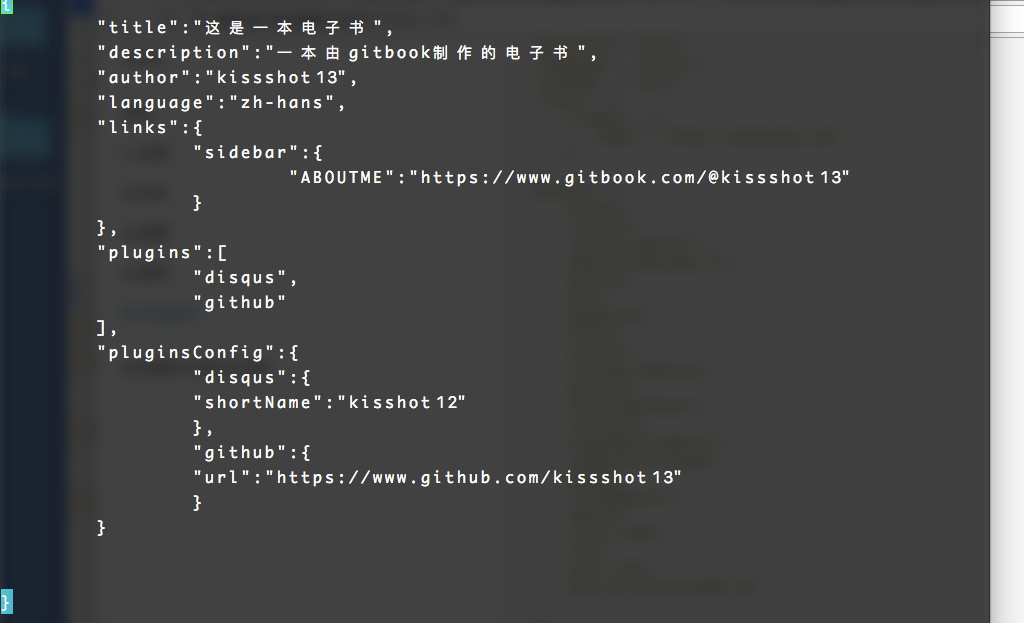 {
"title":"这是一本电子书",
"description":"一本由gitbook制作的电子书",
"author":"kissshot13",
"language":"zh-hans",
"links":{
"sidebar":{
"ABOUTME":"https://www.gitbook.com/@kissshot13"
}
},
"plugins":[
"disqus",
"github"
],
"pluginsConfig":{
"disqus":{
"shortName":"kisshot12"
},
"github":{
"url":"https://www.github.com/kissshot13"
}
}
}